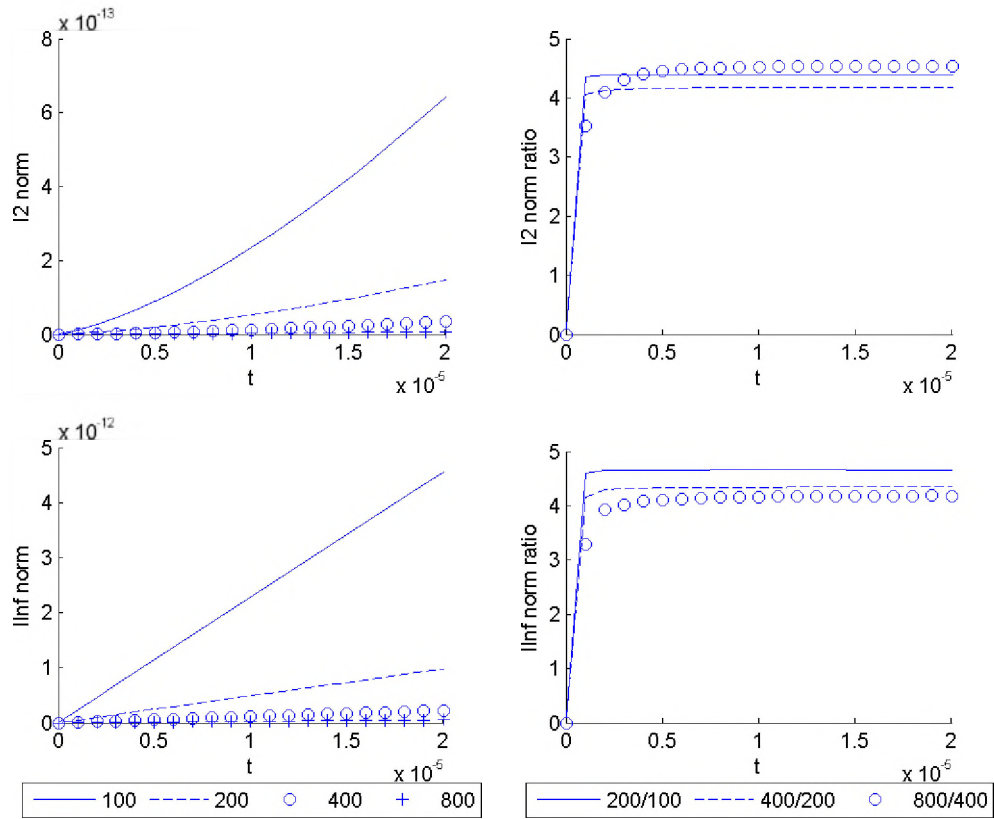 x 10^-13
8
6
4
2
0
l2 norm
0 0.5 1 1.5 2
t
x 10^-5
5
4
3
2
1
0
l2 norm ratio
0 0.5 1 1.5 2
t
x 10^-5
x 10^-12
5
4
3
2
1
0
lInf norm
0 0.5 1 1.5 2
t
x 10^-5
5
4
3
2
1
0
lInf norm ratio
0 0.5 1 1.5 2
t
x 10^-5
100 200 400 800
200/100 400/200 800/400